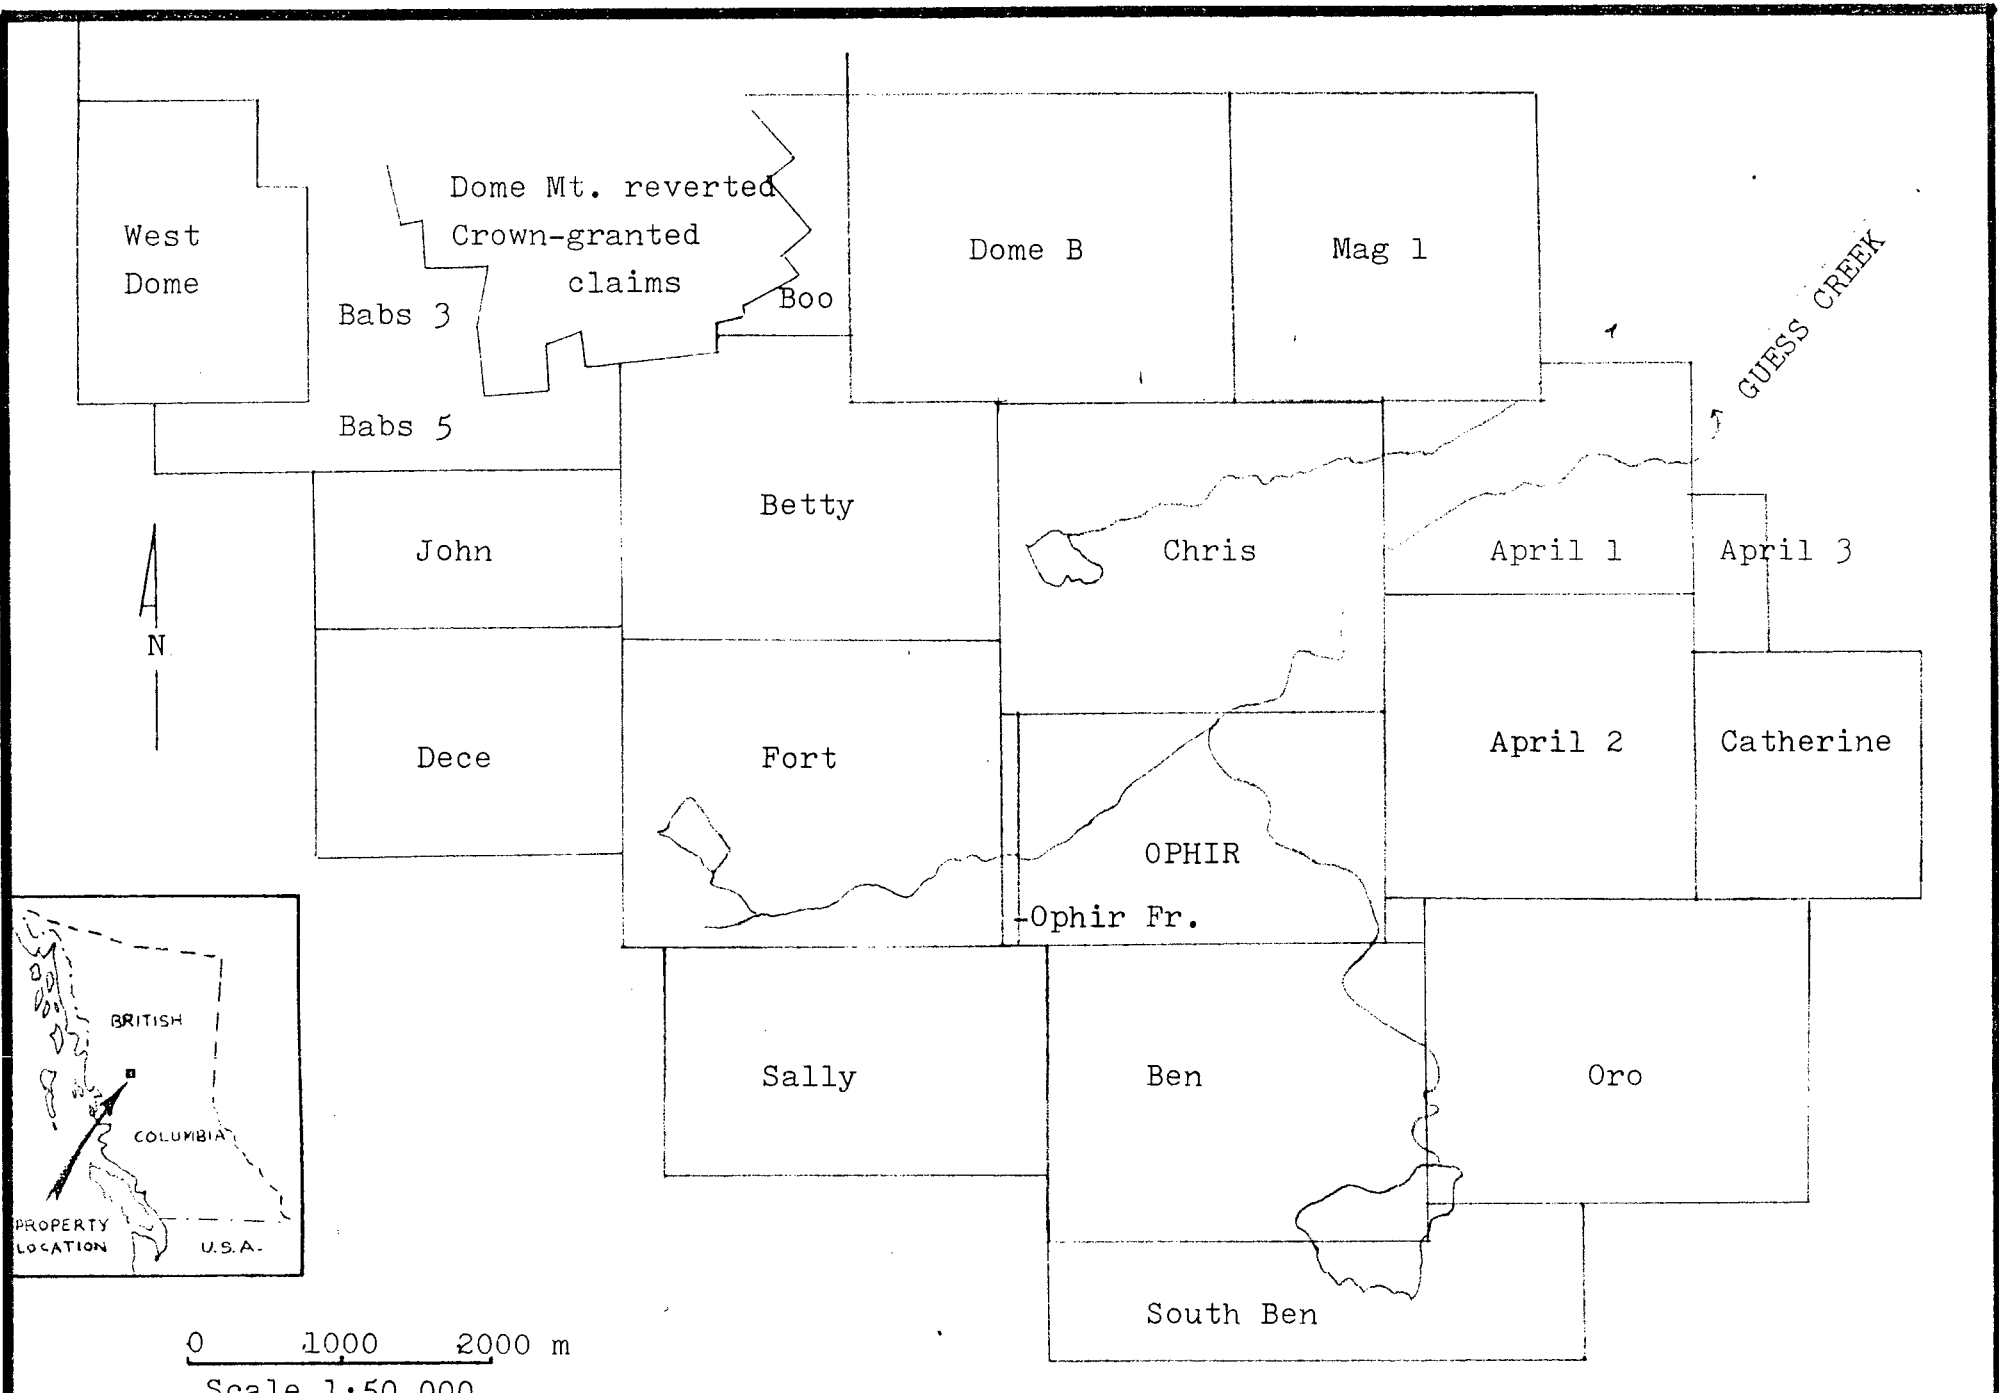 Dome Mt. reverted
Crown-granted
claims
West
Dome
Babs 3
Boo
Dome B
Mag 1
GUESS CREEK
Babs 5
Betty
John
Chris
April 1
April 3
N
Dece
Fort
April 2
Catherine
OPHIR
Ophir Fr.
BRITISH
COLUMBIA
PROPERTY
LOCATION
U.S.A.
Sally
Ben
Oro
South Ben
0 1000 2000 m
Scale 1:50 000